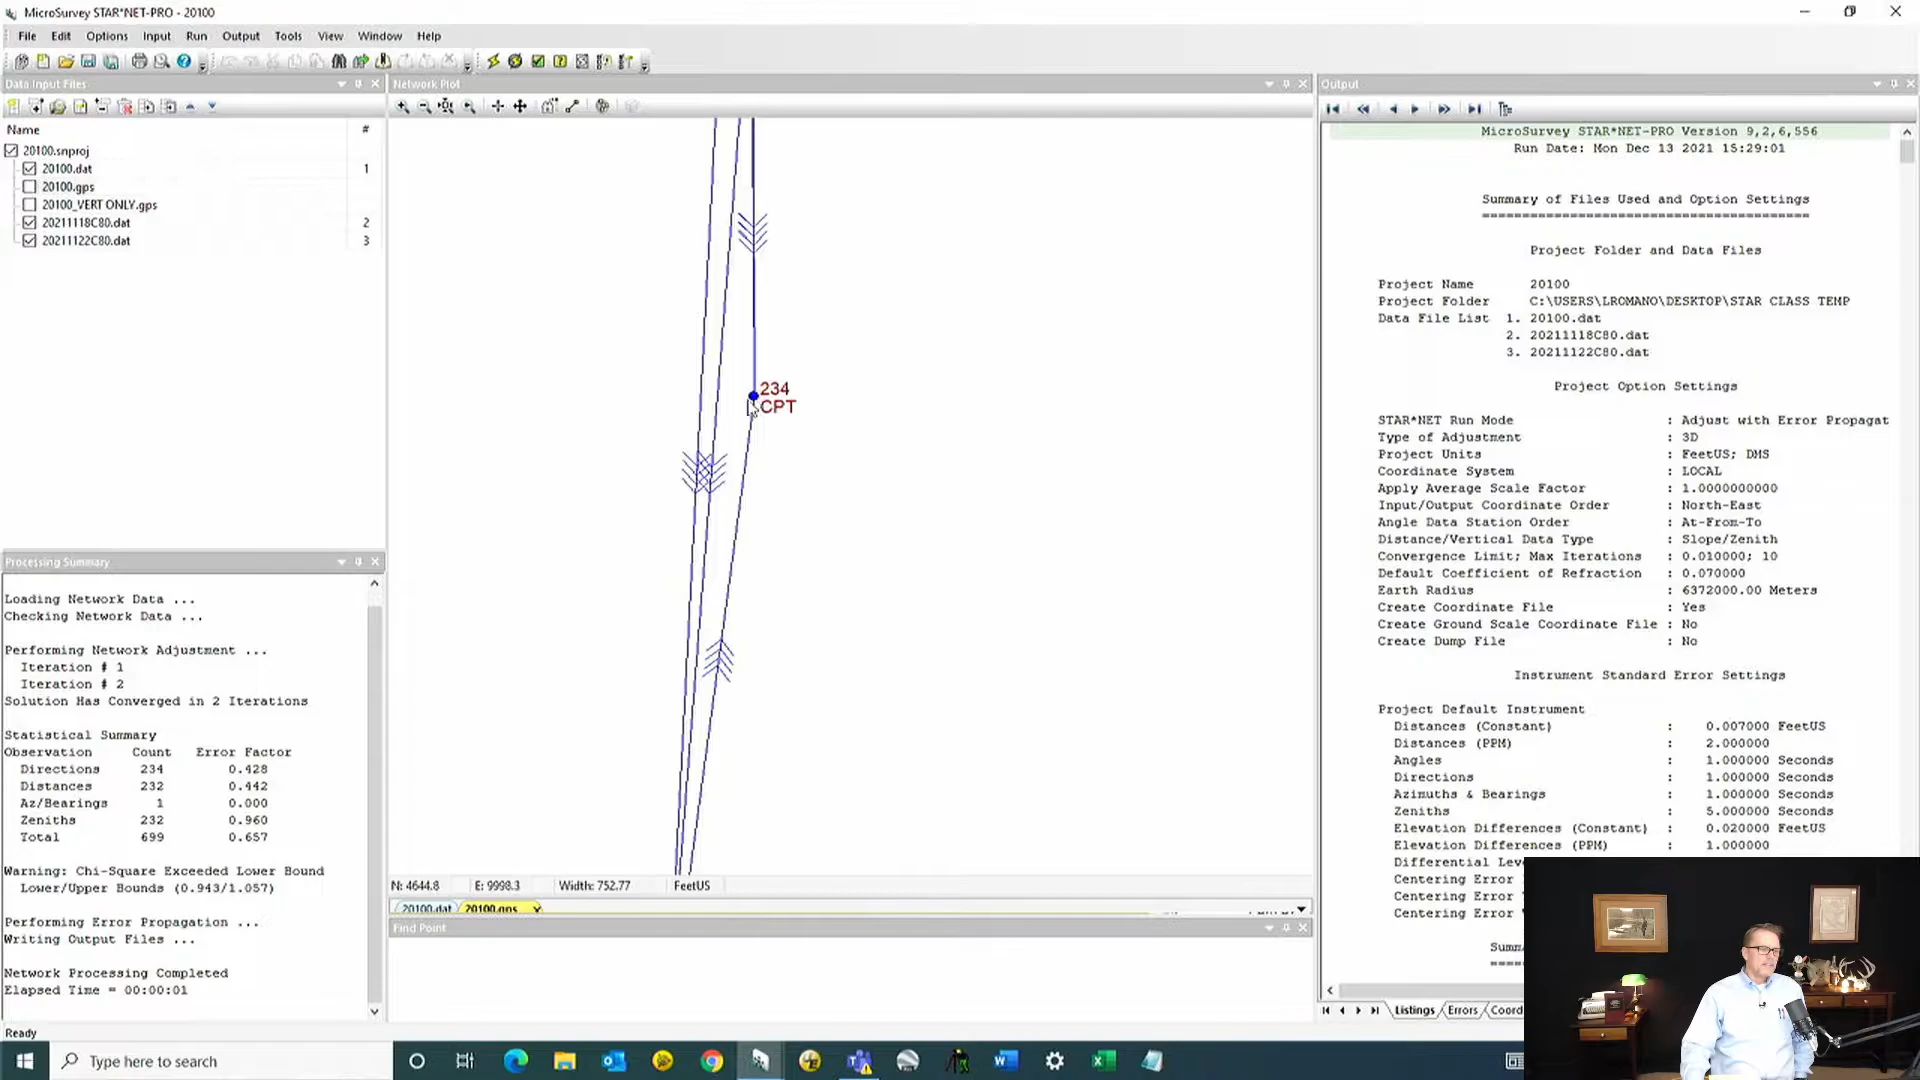 MicroSurvey STAR*NET-PRO - 20100
File Edit Options Input Run Output Tools View Window Help
Data Input Files
Name #
20100.snproj
20100.dat 1
20100.gps
20100_VERT ONLY.gps
20211118C80.dat 2
20211122C80.dat 3
Processing Summary
Loading Network Data ...
Checking Network Data ...
Performing Network Adjustment ...
Iteration # 1
Iteration # 2
Solution Has Converged in 2 Iterations
Statistical Summary
Observation Count Error Factor
Directions 234 0.428
Distances 232 0.442
Az/Bearings 1 0.000
Zeniths 232 0.960
Total 699 0.657
Warning: Chi-Square Exceeded Lower Bound
Lower/Upper Bounds (0.943/1.057)
Performing Error Propagation ...
Writing Output Files ...
Network Processing Completed
Elapsed Time = 00:00:01
Ready
Network Plot
234
CPT
N: 4644.8 E: 9998.3 Width: 752.77 FeetUS
20100.dat 20100.gps
Find Point
Output
MicroSurvey STAR*NET-PRO Version 9,2,6,556
Run Date: Mon Dec 13 2021 15:29:01
Summary of Files Used and Option Settings
=========================================
Project Folder and Data Files
Project Name 20100
Project Folder C:\USERS\LROMANO\DESKTOP\STAR CLASS TEMP
Data File List 1. 20100.dat
2. 20211118C80.dat
3. 20211122C80.dat
Project Option Settings
STAR*NET Run Mode : Adjust with Error Propagat
Type of Adjustment : 3D
Project Units : FeetUS; DMS
Coordinate System : LOCAL
Apply Average Scale Factor : 1.0000000000
Input/Output Coordinate Order : North-East
Angle Data Station Order : At-From-To
Distance/Vertical Data Type : Slope/Zenith
Convergence Limit; Max Iterations : 0.010000; 10
Default Coefficient of Refraction : 0.070000
Earth Radius : 6372000.00 Meters
Create Coordinate File : Yes
Create Ground Scale Coordinate File : No
Create Dump File : No
Instrument Standard Error Settings
Project Default Instrument
Distances (Constant) : 0.007000 FeetUS
Distances (PPM) : 2.000000
Angles : 1.000000 Seconds
Directions : 1.000000 Seconds
Azimuths & Bearings : 1.000000 Seconds
Zeniths : 5.000000 Seconds
Elevation Differences (Constant) : 0.020000 FeetUS
Elevation Differences (PPM) : 1.000000
Differential Leve
Centering Error
Centering Error
Centering Error
Summ
Listings Errors Coord
Type here to search